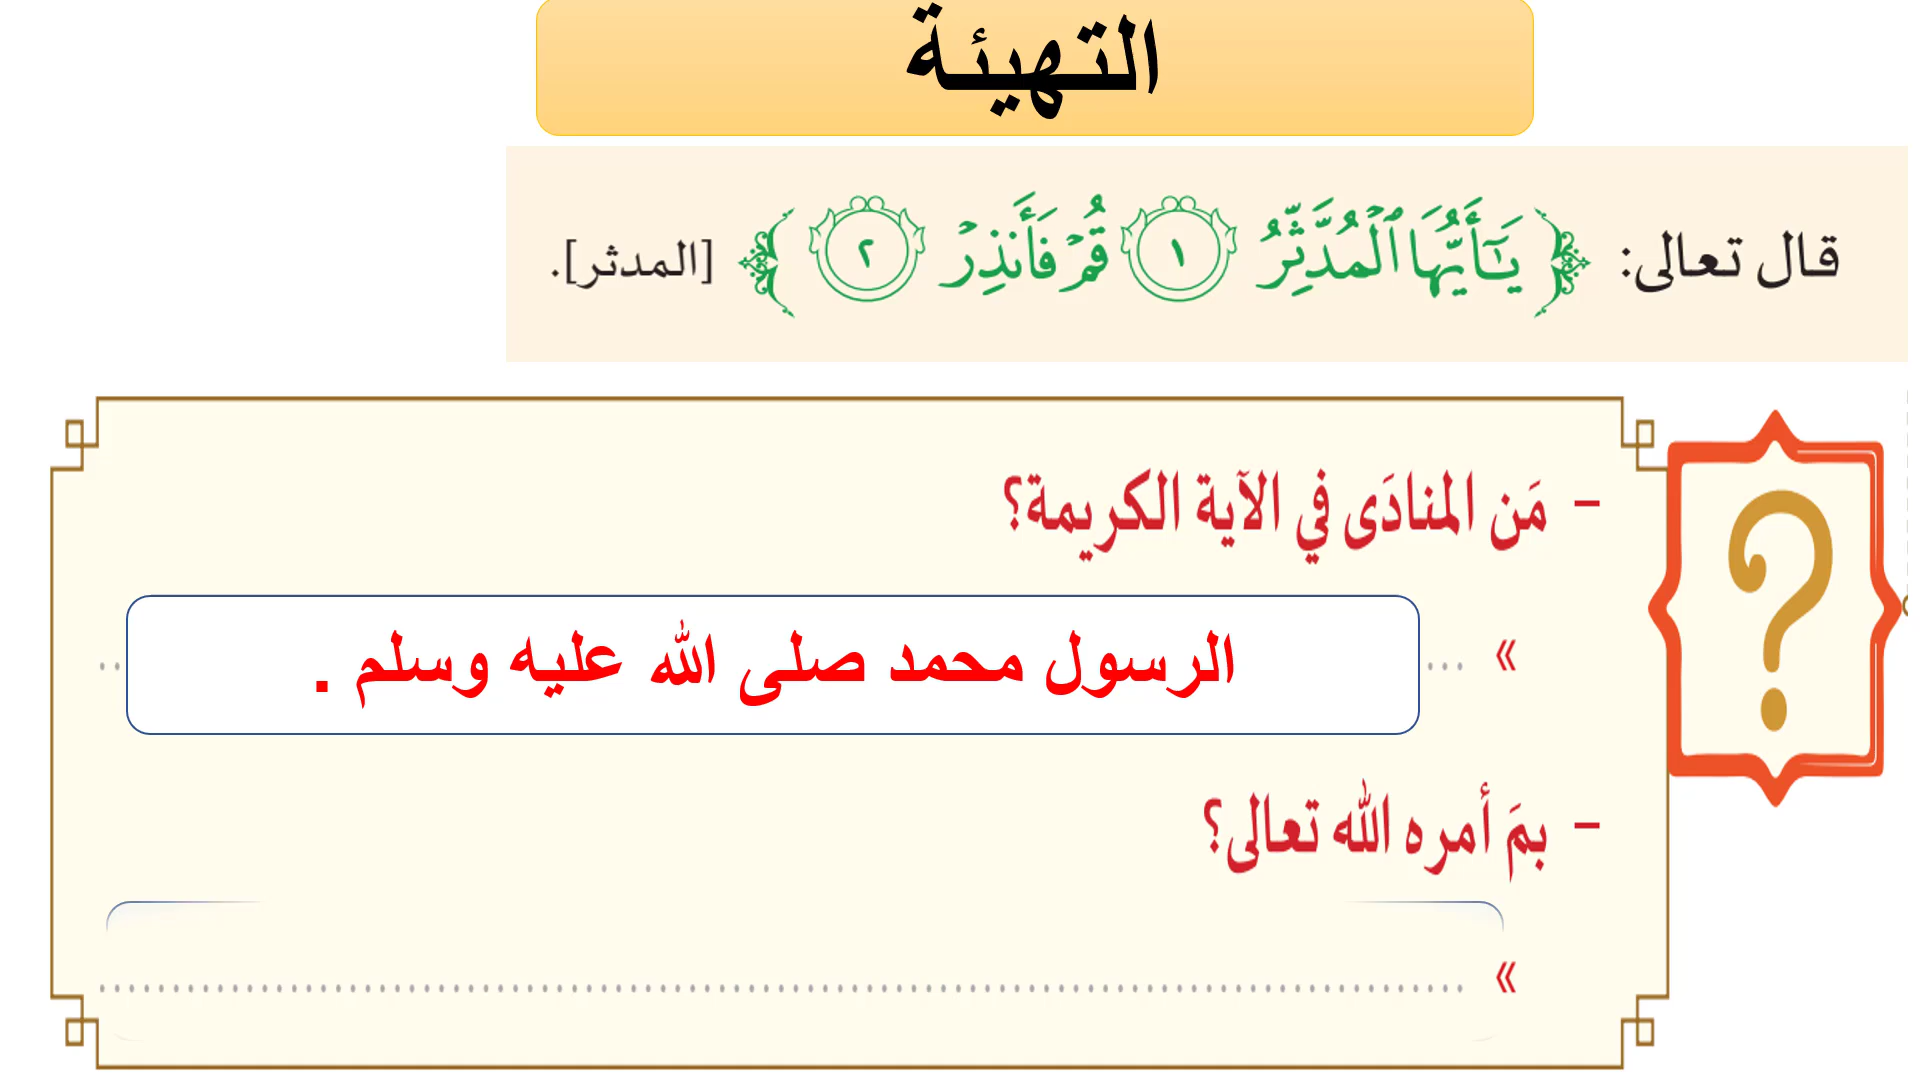 التهيئة
قال تعالى: ﴿يَٰٓأَيُّهَا ٱلْمُدَّثِّرُ ١ قُمْ فَأَنذِرْ ٢﴾ [المدثر].
- مَن المنادَى في الآية الكريمة؟
» الرسول محمد صلى الله عليه وسلم .
- بمَ أمره الله تعالى؟
»